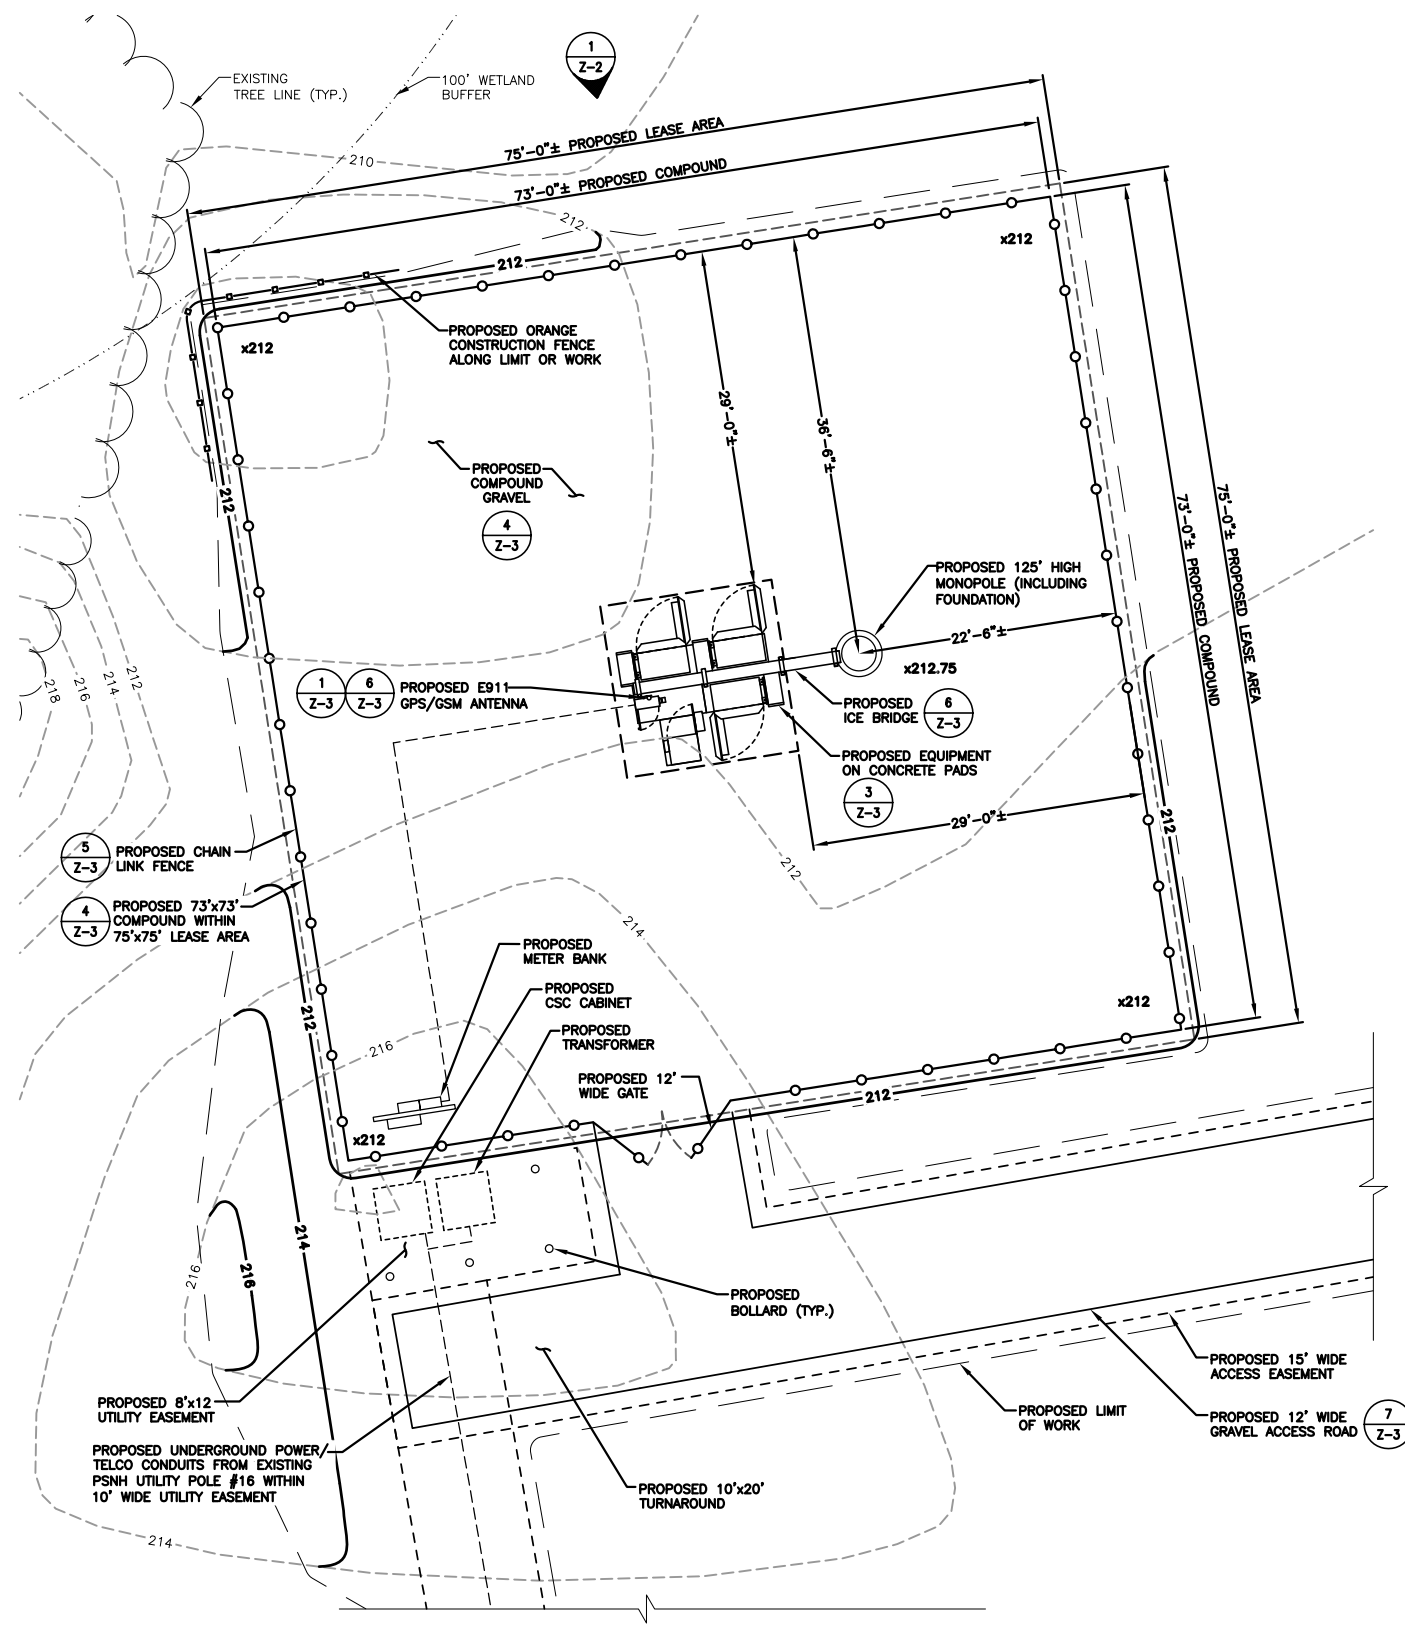 1
Z-2
EXISTING
TREE LINE (TYP.)
100' WETLAND
BUFFER
75'-0"± PROPOSED LEASE AREA
73'-0"± PROPOSED COMPOUND
210
212
212
x212
x212
PROPOSED ORANGE
CONSTRUCTION FENCE
ALONG LIMIT OR WORK
29'-0"±
36'-6"±
PROPOSED
COMPOUND
GRAVEL
4
Z-3
212
73'-0"± PROPOSED COMPOUND
75'-0"± PROPOSED LEASE AREA
PROPOSED 125' HIGH
MONOPOLE (INCLUDING
FOUNDATION)
22'-6"±
x212.75
218
216
214
212
1
Z-3
6
Z-3
PROPOSED E911
GPS/GSM ANTENNA
PROPOSED
ICE BRIDGE
6
Z-3
PROPOSED EQUIPMENT
ON CONCRETE PADS
3
Z-3
29'-0"±
212
212
5
Z-3
PROPOSED CHAIN
LINK FENCE
4
Z-3
PROPOSED 73'x73'
COMPOUND WITHIN
75'x75' LEASE AREA
214
PROPOSED
METER BANK
PROPOSED
CSC CABINET
PROPOSED
TRANSFORMER
x212
212
216
PROPOSED 12'
WIDE GATE
212
x212
214
216
216
PROPOSED
BOLLARD (TYP.)
PROPOSED 8'x12
UTILITY EASEMENT
PROPOSED 15' WIDE
ACCESS EASEMENT
PROPOSED LIMIT
OF WORK
PROPOSED 12' WIDE
GRAVEL ACCESS ROAD
7
Z-3
PROPOSED UNDERGROUND POWER/
TELCO CONDUITS FROM EXISTING
PSNH UTILITY POLE #16 WITHIN
10' WIDE UTILITY EASEMENT
PROPOSED 10'x20'
TURNAROUND
214